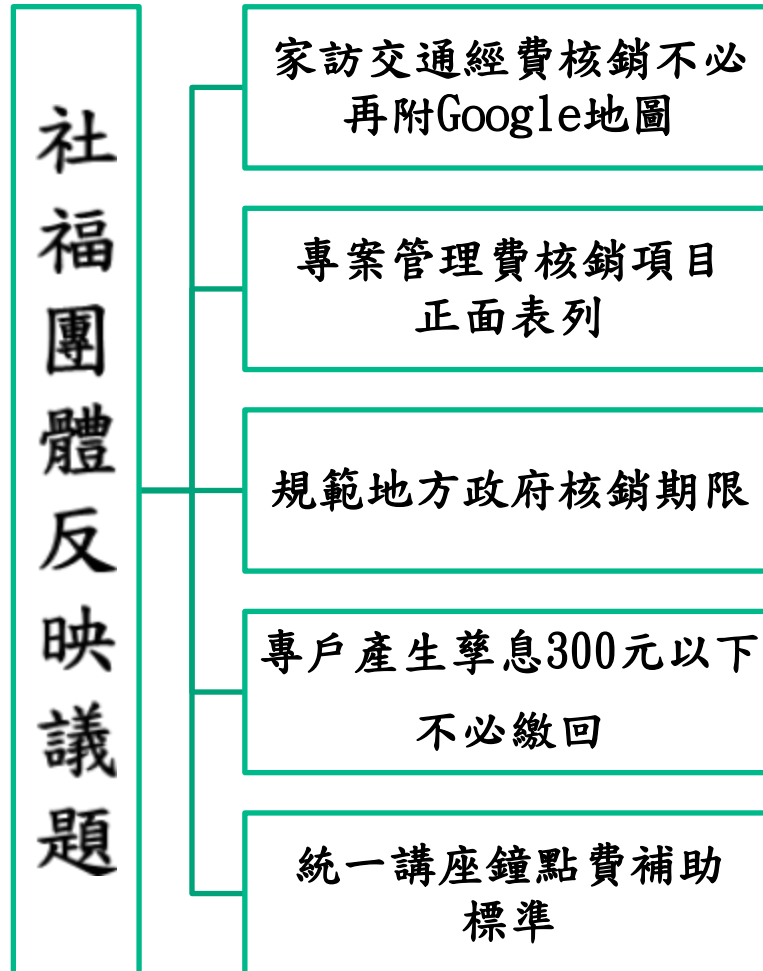 社福團體反映議題
家訪交通經費核銷不必
再附Google地圖
專案管理費核銷項目
正面表列
規範地方政府核銷期限
專戶產生孳息300元以下
不必繳回
統一講座鐘點費補助
標準